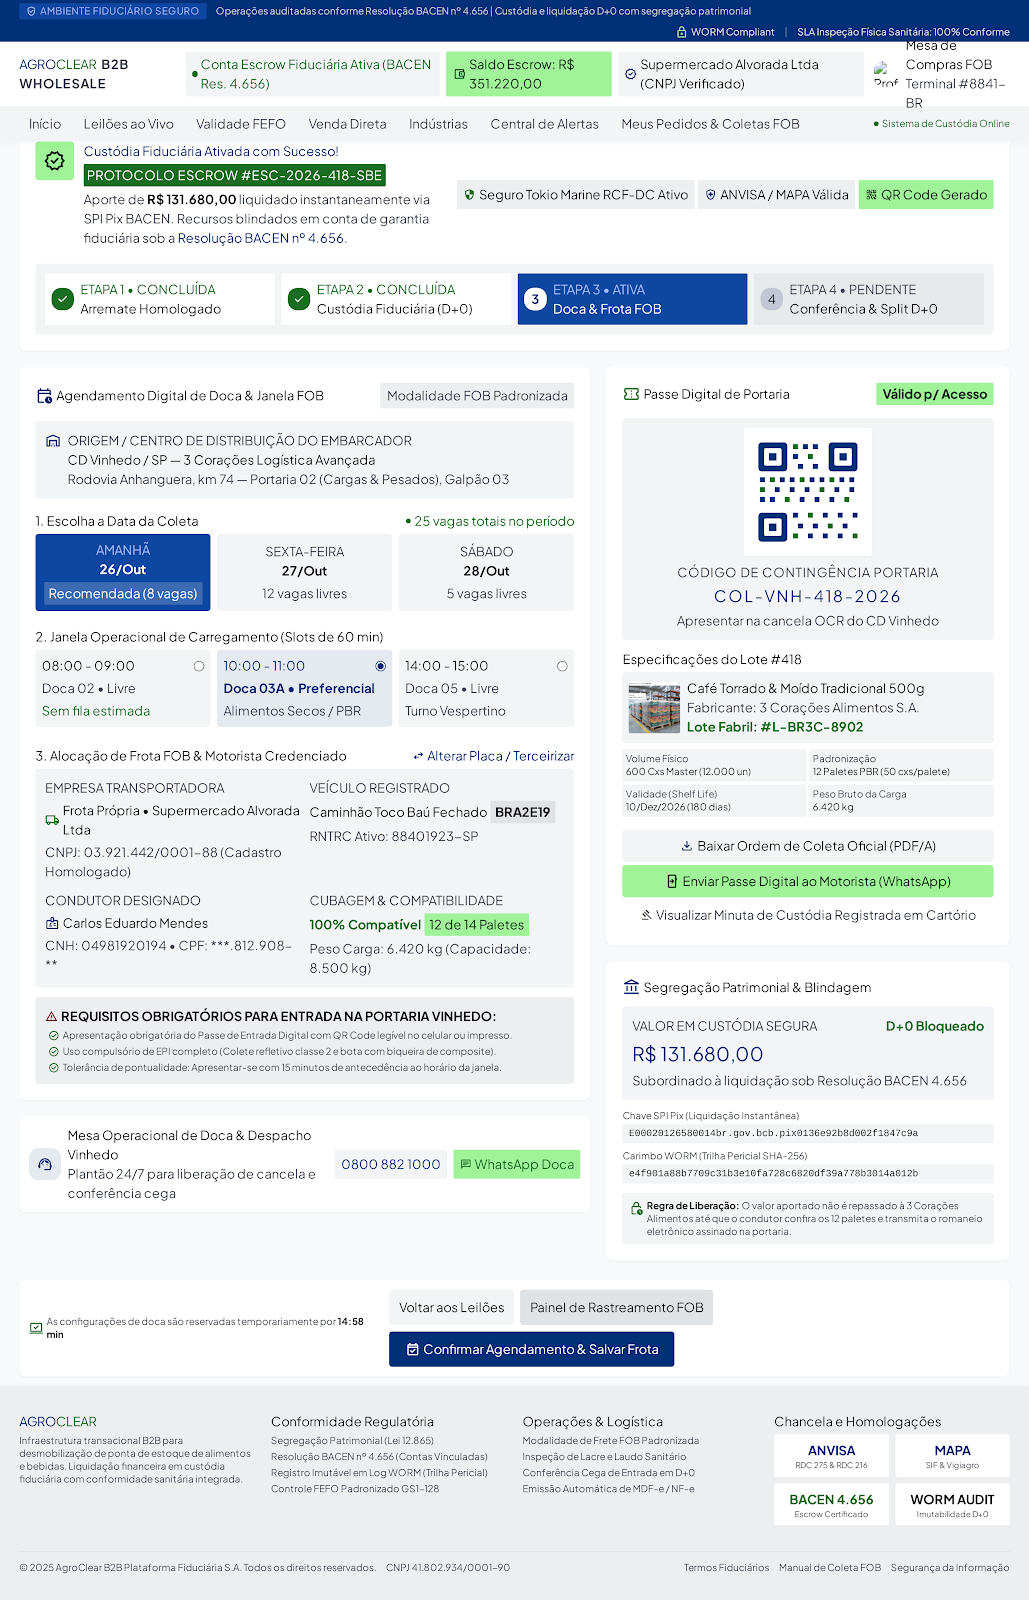 AMBIENTE FIDUCIÁRIO SEGURO
Operações auditadas conforme Resolução BACEN nº 4.656 | Custódia e liquidação D+0 com segregação patrimonial
WORM Compliant | SLA Inspeção Física Sanitária: 100% Conforme
AGROCLEAR B2B
WHOLESALE
Conta Escrow Fiduciária Ativa (BACEN
Res. 4.656)
Saldo Escrow: R$
351.220,00
Supermercado Alvorada Ltda
(CNPJ Verificado)
Mesa de
Compras FOB
Terminal #8841-
BR
Início
Leilões ao Vivo
Validade FEFO
Venda Direta
Indústrias
Central de Alertas
Meus Pedidos & Coletas FOB
• Sistema de Custódia Online
Custódia Fiduciária Ativada com Sucesso!
PROTOCOLO ESCROW #ESC-2026-418-SBE
Aporte de R$ 131.680,00 liquidado instantaneamente via
SPI Pix BACEN. Recursos blindados em conta de garantia
fiduciária sob a Resolução BACEN nº 4.656.
Seguro Tokio Marine RCF-DC Ativo
ANVISA / MAPA Válida
QR Code Gerado
ETAPA 1 • CONCLUÍDA
Arremate Homologado
ETAPA 2 • CONCLUÍDA
Custódia Fiduciária (D+0)
3
ETAPA 3 • ATIVA
Doca & Frota FOB
4
ETAPA 4 • PENDENTE
Conferência & Split D+0
Agendamento Digital de Doca & Janela FOB
Modalidade FOB Padronizada
ORIGEM / CENTRO DE DISTRIBUIÇÃO DO EMBARCADOR
CD Vinhedo / SP — 3 Corações Logística Avançada
Rodovia Anhanguera, km 74 — Portaria 02 (Cargas & Pesados), Galpão 03
1. Escolha a Data da Coleta
• 25 vagas totais no período
AMANHÃ
26/Out
Recomendada (8 vagas)
SEXTA-FEIRA
27/Out
12 vagas livres
SÁBADO
28/Out
5 vagas livres
2. Janela Operacional de Carregamento (Slots de 60 min)
08:00 - 09:00
Doca 02 • Livre
Sem fila estimada
10:00 - 11:00
Doca 03A • Preferencial
Alimentos Secos / PBR
14:00 - 15:00
Doca 05 • Livre
Turno Vespertino
3. Alocação de Frota FOB & Motorista Credenciado
Alterar Placa / Terceirizar
EMPRESA TRANSPORTADORA
Frota Própria • Supermercado Alvorada
Ltda
CNPJ: 03.921.442/0001-88 (Cadastro
Homologado)
VEÍCULO REGISTRADO
Caminhão Toco Baú Fechado BRA2E19
RNTRC Ativo: 88401923-SP
CONDUTOR DESIGNADO
Carlos Eduardo Mendes
CNH: 04981920194 • CPF: ***.812.908-
**
CUBAGEM & COMPATIBILIDADE
100% Compatível 12 de 14 Paletes
Peso Carga: 6.420 kg (Capacidade:
8.500 kg)
REQUISITOS OBRIGATÓRIOS PARA ENTRADA NA PORTARIA VINHEDO:
Apresentação obrigatória do Passe de Entrada Digital com QR Code legível no celular ou impresso.
Uso compulsório de EPI completo (Colete refletivo classe 2 e bota com biqueira de composite).
Tolerância de pontualidade: Apresentar-se com 15 minutos de antecedência ao horário da janela.
Mesa Operacional de Doca & Despacho
Vinhedo
Plantão 24/7 para liberação de cancela e
conferência cega
0800 882 1000
WhatsApp Doca
Passe Digital de Portaria
Válido p/ Acesso
CÓDIGO DE CONTINGÊNCIA PORTARIA
COL-VNH-418-2026
Apresentar na cancela OCR do CD Vinhedo
Especificações do Lote #418
Café Torrado & Moído Tradicional 500g
Fabricante: 3 Corações Alimentos S.A.
Lote Fabril: #L-BR3C-8902
Volume Físico
600 Cxs Master (12.000 un)
Padronização
12 Paletes PBR (50 cxs/palete)
Validade (Shelf Life)
10/Dez/2026 (180 dias)
Peso Bruto da Carga
6.420 kg
Baixar Ordem de Coleta Oficial (PDF/A)
Enviar Passe Digital ao Motorista (WhatsApp)
Visualizar Minuta de Custódia Registrada em Cartório
Segregação Patrimonial & Blindagem
VALOR EM CUSTÓDIA SEGURA
D+0 Bloqueado
R$ 131.680,00
Subordinado à liquidação sob Resolução BACEN 4.656
Chave SPI Pix (Liquidação Instantânea)
E00020126580014br.gov.bcb.pix0136e92b8d002f1847c9a
Carimbo WORM (Trilha Pericial SHA-256)
e4f901a88b7709c31b3e10fa728c6820df39a778b3014a012b
Regra de Liberação: O valor aportado não é repassado à 3 Corações
Alimentos até que o condutor confira os 12 paletes e transmita o romaneio
eletrônico assinado na portaria.
As configurações de doca são reservadas temporariamente por 14:58
min
Voltar aos Leilões
Painel de Rastreamento FOB
Confirmar Agendamento & Salvar Frota
AGROCLEAR
Infraestrutura transacional B2B para
desmobilização de ponta de estoque de alimentos
e bebidas. Liquidação financeira em custódia
fiduciária com conformidade sanitária integrada.
Conformidade Regulatória
Segregação Patrimonial (Lei 12.865)
Resolução BACEN nº 4.656 (Contas Vinculadas)
Registro Imutável em Log WORM (Trilha Pericial)
Controle FEFO Padronizado GS1-128
Operações & Logística
Modalidade de Frete FOB Padronizada
Inspeção de Lacre e Laudo Sanitário
Conferência Cega de Entrada em D+0
Emissão Automática de MDF-e / NF-e
Chancela e Homologações
ANVISA
RDC 275 & RDC 216
MAPA
SIF & Vigiagro
BACEN 4.656
Escrow Certificado
WORM AUDIT
Imutabilidade D+0
© 2025 AgroClear B2B Plataforma Fiduciária S.A. Todos os direitos reservados.
CNPJ 41.802.934/0001-90
Termos Fiduciários
Manual de Coleta FOB
Segurança da Informação